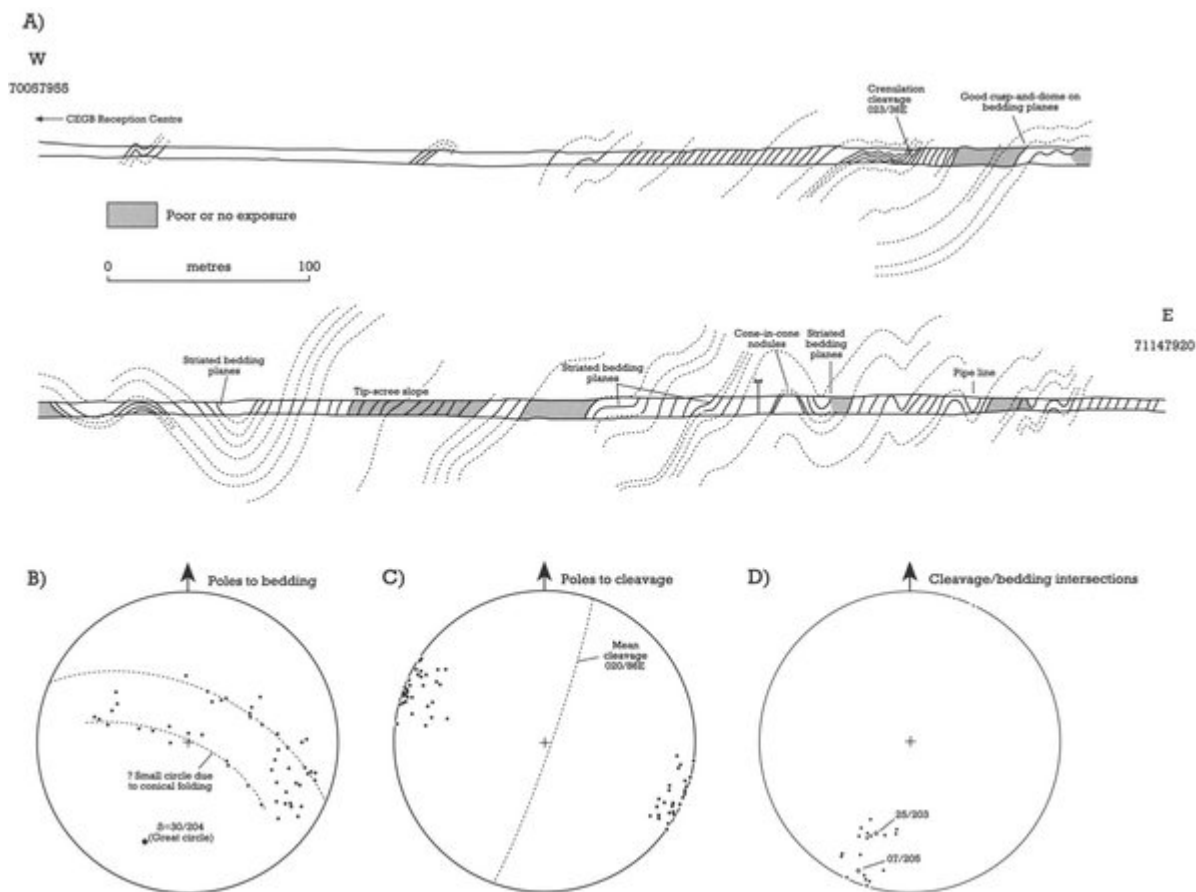 A)
W
70057955
CEGB Reception Centre
Crenulation
cleavage
023/36E
Good cusp-and-dome on
bedding planes
Poor or no exposure
0 metres 100
E
71147920
Striated bedding
planes
Tip-scree slope
Striated bedding
planes
Cone-in-cone
nodules
Striated
bedding
planes
Pipe line
B)
Poles to bedding
? Small circle due
to conical folding
S=30/204
(Great circle)
C)
Poles to cleavage
Mean
cleavage
020/86E
D)
Cleavage/bedding intersections
25/203
07/205